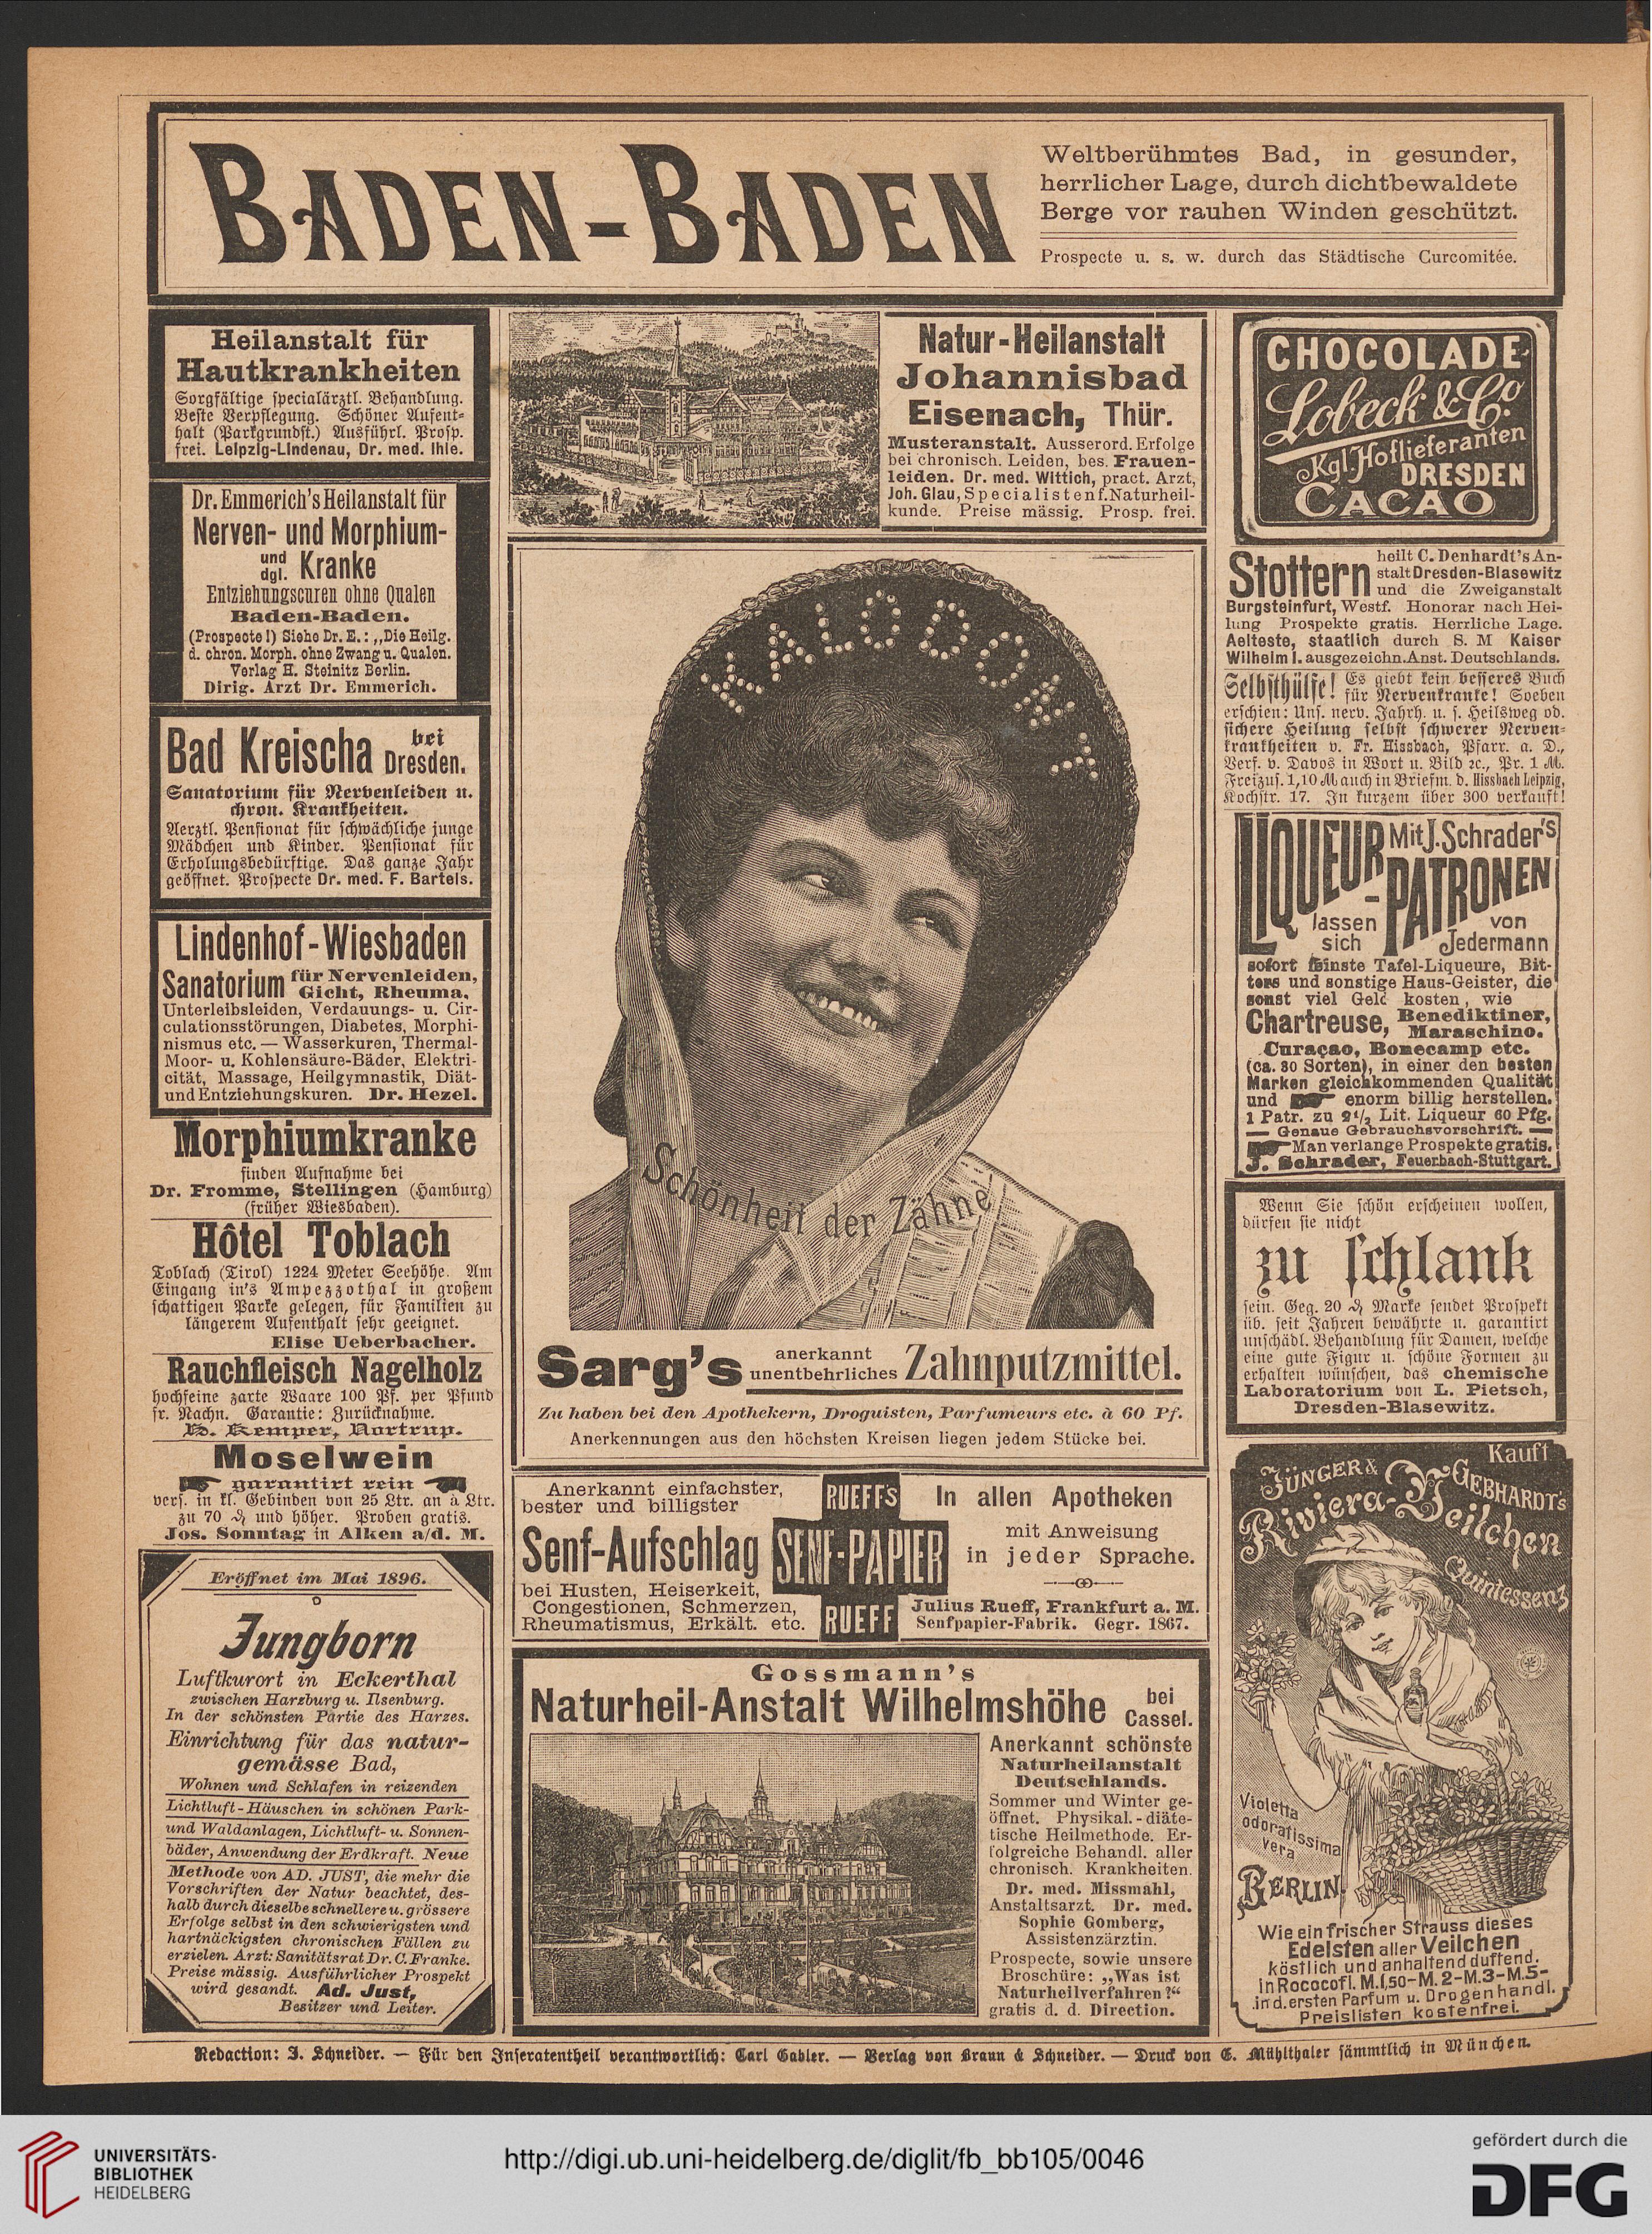 BADEN-BADEN
Weltberühmtes Bad, in gesunder,
herrlicher Lage, durch dichtbewaldete
Berge vor rauhen Winden geschützt.
Prospecte u. s. w. durch das Städtische Curcomitée.
Heilanstalt für
Hautkrankheiten
Sorgfältige specialärztl. Behandlung.
Beste Verpflegung. Schöner Aufent-
halt (Parkgrundst.) Ausführl. Prosp.
frei. Leipzig-Lindenau, Dr. med. Ihle.
Dr. Emmerich's Heilanstalt für
Nerven- und Morphium-
und dgl. Kranke
Entziehungscuren ohne Qualen
Baden-Baden.
(Prospecte!) Siehe Dr. E.: „Die Heilg.
d. chron. Morph. ohne Zwang u. Qualen.
Verlag H. Steinitz Berlin.
Dirig. Arzt Dr. Emmerich.
Bad Kreischa bei Dresden.
Sanatorium für Nervenleiden u.
chron. Krankheiten.
Aerztl. Pensionat für schwächliche junge
Mädchen und Kinder. Pensionat für
Erholungsbedürftige. Das ganze Jahr
geöffnet. Prospecte Dr. med. F. Bartels.
Lindenhof-Wiesbaden
Sanatorium für Nervenleiden,
Gicht, Rheuma,
Unterleibsleiden, Verdauungs- u. Cir-
culationsstörungen, Diabetes, Morphi-
nismus etc. — Wasserkuren, Thermal-
Moor- u. Kohlensäure-Bäder, Elektri-
cität, Massage, Heilgymnastik, Diät-
und Entziehungskuren. Dr. Hezel.
Morphiumkranke
finden Aufnahme bei
Dr. Fromme, Stellingen (Hamburg)
(früher Wiesbaden).
Hôtel Toblach
Toblach (Tirol) 1224 Meter Seehöhe. Am
Eingang in's Ampezzothal in großem
schattigen Parke gelegen, für Familien zu
längerem Aufenthalt sehr geeignet.
Elise Ueberbacher.
Rauchfleisch Nagelholz
hochfeine zarte Waare 100 Pf. per Pfund
fr. Nachn. Garantie: Zurücknahme.
B. Kemper, Nortrup.
Moselwein
garantirt rein
vers. in kl. Gebinden von 25 Ltr. an à Ltr.
zu 70 ₰ und höher. Proben gratis.
Jos. Sonntag in Alken a/d. M.
Eröffnet im Mai 1896.
Jungborn
Luftkurort in Eckerthal
zwischen Harzburg u. Ilsenburg.
In der schönsten Partie des Harzes.
Einrichtung für das natur-
gemässe Bad,
Wohnen und Schlafen in reizenden
Lichtluft-Häuschen in schönen Park-
und Waldanlagen, Lichtluft- u. Sonnen-
bäder, Anwendung der Erdkraft. Neue
Methode von AD. JUST, die mehr die
Vorschriften der Natur beachtet, des-
halb durch dieselbe schnellere u. grössere
Erfolge selbst in den schwierigsten und
hartnäckigsten chronischen Fällen zu
erzielen. Arzt: Sanitätsrat Dr. C. Franke.
Preise mässig. Ausführlicher Prospekt
wird gesandt. Ad. Just,
Besitzer und Leiter.
Natur-Heilanstalt
Johannisbad
Eisenach, Thür.
Musteranstalt. Ausserord. Erfolge
bei chronisch. Leiden, bes. Frauen-
leiden. Dr. med. Wittich, pract. Arzt,
Joh. Glau, Specialisten f. Naturheil-
kunde. Preise mässig. Prosp. frei.
KALODONT
Schönheit der Zähne
Sarg's anerkannt unentbehrliches Zahnputzmittel.
Zu haben bei den Apothekern, Droguisten, Parfumeurs etc. à 60 Pf.
Anerkennungen aus den höchsten Kreisen liegen jedem Stücke bei.
Anerkannt einfachster,
bester und billigster
Senf-Aufschlag
bei Husten, Heiserkeit,
Congestionen, Schmerzen,
Rheumatismus, Erkält. etc.
RUEFF'S
SENF-PAPIER
RUEFF
In allen Apotheken
mit Anweisung
in jeder Sprache.
Julius Rueff, Frankfurt a. M.
Senfpapier-Fabrik. Gegr. 1867.
Gossmann's
Naturheil-Anstalt Wilhelmshöhe bei Cassel.
Anerkannt schönste
Naturheilanstalt
Deutschlands.
Sommer und Winter ge-
öffnet. Physikal.-diäte-
tische Heilmethode. Er-
folgreiche Behandl. aller
chronisch. Krankheiten.
Dr. med. Missmahl,
Anstaltsarzt. Dr. med.
Sophie Gomberg,
Assistenzärztin.
Prospecte, sowie unsere
Broschüre: „Was ist
Naturheilverfahren?“
gratis d. d. Direction.
CHOCOLADE
Lobeck & Co
Kgl. Hoflieferanten
DRESDEN
CACAO
Stottern heilt C. Denhardt's An-
stalt Dresden-Blasewitz
und die Zweiganstalt
Burgsteinfurt, Westf. Honorar nach Hei-
lung Prospekte gratis. Herrliche Lage.
Aelteste, staatlich durch S. M Kaiser
Wilhelm I. ausgezeichn. Anst. Deutschlands.
Selbsthülfe! Es giebt kein besseres Buch
für Nervenkranke! Soeben
erschien: Uns. nerv. Jahrh. u. s. Heilsweg od.
sichere Heilung selbst schwerer Nerven-
krankheiten v. Fr. Hissbach, Pfarr. a. D.,
Verf. v. Davos in Wort u. Bild 2c., Pr. 1 M.
Freizus. 1,10 M auch in Briefm. d. Hissbach Leipzig,
Kochstr. 17. In kurzem über 300 verkauft!
Mit J. Schrader's
LIQUEUR-PATRONEN
lassen sich von Jedermann
sofort feinste Tafel-Liqueure, Bit-
ters und sonstige Haus-Geister, die
sonst viel Geld kosten, wie
Chartreuse, Benediktiner,
Maraschino.
Curaçao, Bonecamp etc.
(ca. 80 Sorten), in einer den besten
Marken gleichkommenden Qualität
und enorm billig herstellen.
1 Patr. zu 2½ Lit. Liqueur 60 Pfg.
Genaue Gebrauchsvorschrift.
Man verlange Prospekte gratis.
J. Schrader, Feuerbach-Stuttgart.
Wenn Sie schön erscheinen wollen,
dürfen sie nicht
zu schlank
sein. Geg. 20 ₰ Marke sendet Prospekt
üb. seit Jahren bewährte u. garantirt
unschädl. Behandlung für Damen, welche
eine gute Figur u. schöne Formen zu
erhalten wünschen, das chemische
Laboratorium von L. Pietsch,
Dresden-Blasewitz.
Kauft
JÜNGER & GEBHARDT's
Riviera-Veilchen
Quintessenz
Violetta
odoratissima
vera
BERLIN
Wie ein frischer Strauss dieses
Edelsten aller Veilchen
köstlich und anhaltend duftend.
In Rococofl. M.1,50-M.2-M.3-M.5-
in d. ersten Parfum u. Drogenhandl.
Preislisten kostenfrei.
Redaction: J. Schneider. — Für den Inseratentheil verantwortlich: Carl Gabler. — Verlag von Braun & Schneider. — Druck von E. Mühlthaler sämmtlich in München.
UNIVERSITÄTS-
BIBLIOTHEK
HEIDELBERG
http://digi.ub.uni-heidelberg.de/diglit/fb_bb105/0046
gefördert durch die
DFG